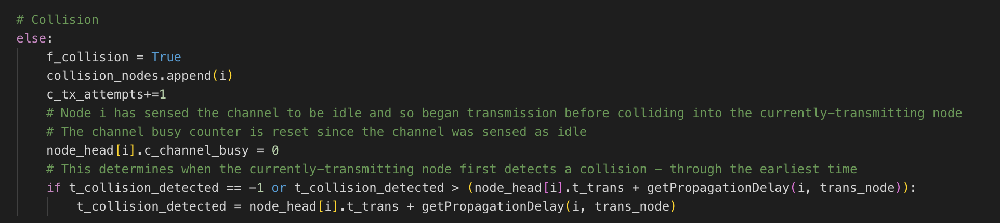 # Collision
else:
    f_collision = True
    collision_nodes.append(i)
    c_tx_attempts+=1
    # Node i has sensed the channel to be idle and so began transmission before colliding into the currently-transmitting node
    # The channel busy counter is reset since the channel was sensed as idle
    node_head[i].c_channel_busy = 0
    # This determines when the currently-transmitting node first detects a collision - through the earliest time
    if t_collision_detected == -1 or t_collision_detected > (node_head[i].t_trans + getPropagationDelay(i, trans_node)):
        t_collision_detected = node_head[i].t_trans + getPropagationDelay(i, trans_node)